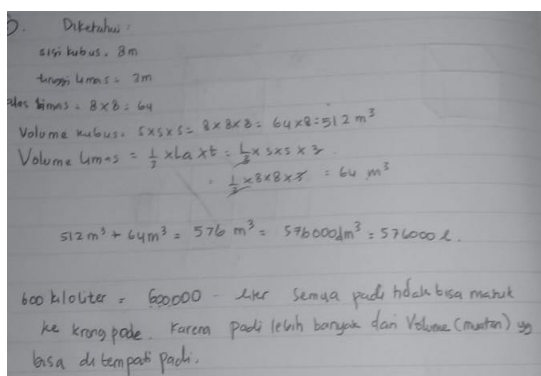 Diketahui:
sisi kubus = 8m
tinggi limas = 3m
alas limas = 8 x 8 = 64
Volume kubus = s x s x s = 8 x 8 x 8 = 64 x 8 = 512 m³
Volume limas = 1/3 x La x t = 1/3 x s x s x 3
= 1/3 x 8 x 8 x 3 = 64 m³
512 m³ + 64 m³ = 576 m³ = 576000 dm³ = 576000 l.
600 kiloliter = 600000 liter semua padi tidak bisa masuk
ke krong pade. Karena padi lebih banyak dari Volume (muatan) yg
bisa di tempati padi.